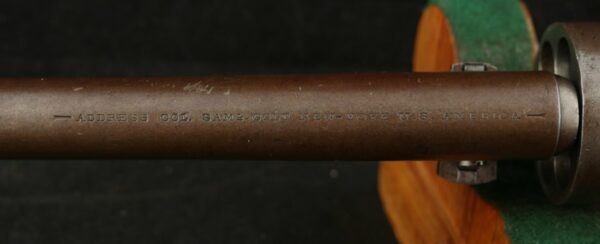 — ADDRESS COL. SAML COLT NEW-YORK U.S. AMERICA —